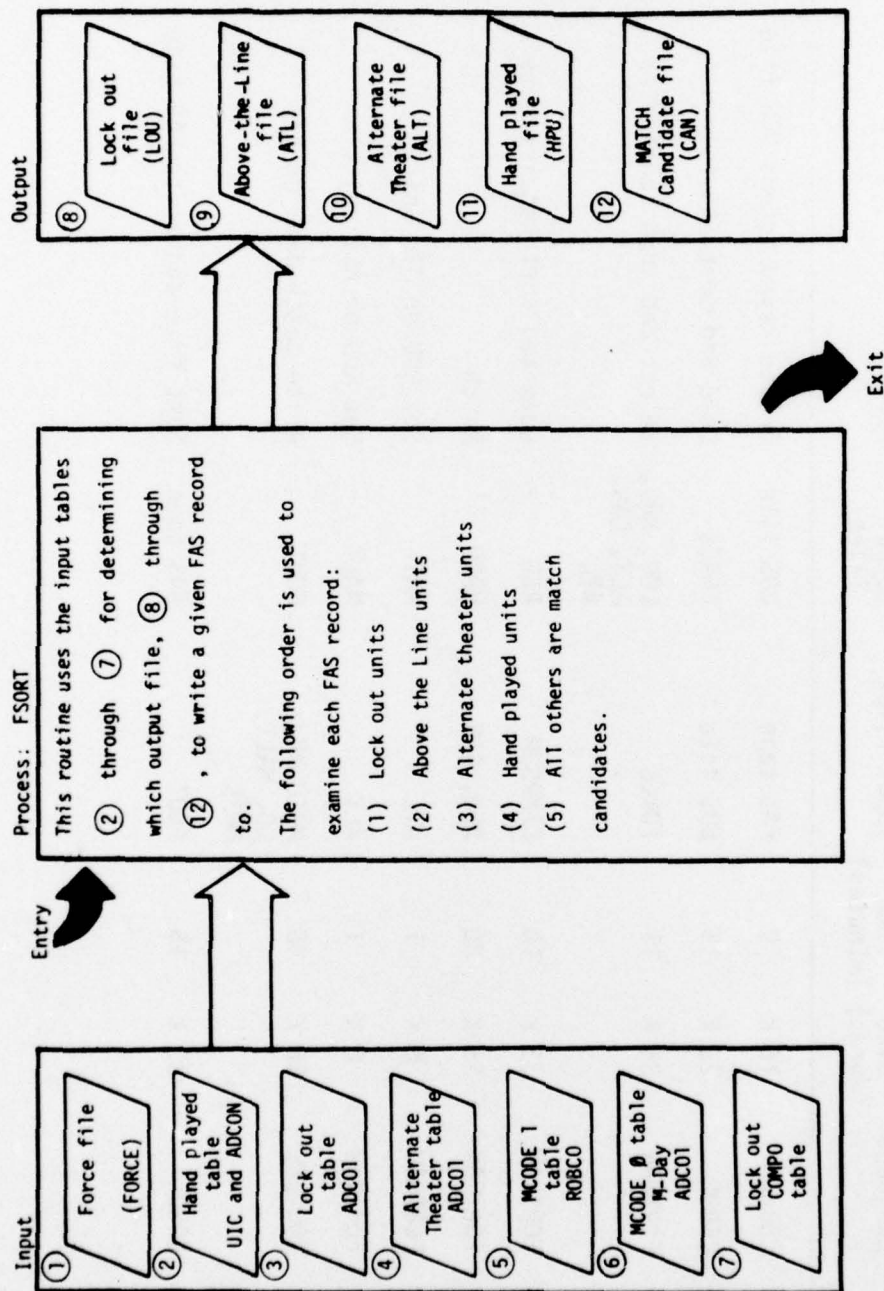 Input
① Force file
(FORCE)
② Hand played
table
UIC and ADCON
③ Lock out
table
ADCO1
④ Alternate
Theater table
ADCO1
⑤ MCODE 1
table
ROBCO
⑥ MCODE Ø table
M-Day
ADCO1
⑦ Lock out
COMPO
table
Entry
Process: FSORT
This routine uses the input tables
② through ⑦ for determining
which output file, ⑧ through
⑫ , to write a given FAS record
to.
The following order is used to
examine each FAS record:
(1) Lock out units
(2) Above the Line units
(3) Alternate theater units
(4) Hand played units
(5) All others are match
candidates.
Exit
Output
⑧ Lock out
file
(LOU)
⑨ Above-the-Line
file
(ATL)
⑩ Alternate
Theater file
(ALT)
⑪ Hand played
file
(HPU)
⑫ MATCH
Candidate file
(CAN)